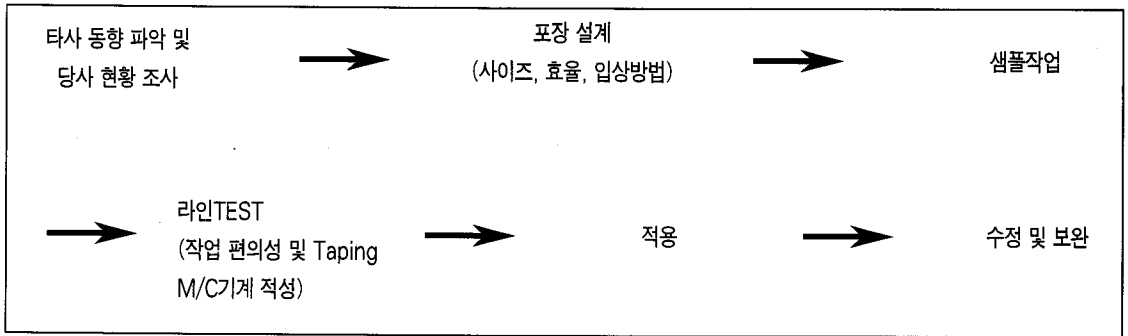 타사 동향 파악 및
당사 현황 조사
포장 설계
(사이즈, 효율, 입상방법)
샘플작업
라인TEST
(작업 편의성 및 Taping
M/C기계 적성)
적용
수정 및 보완